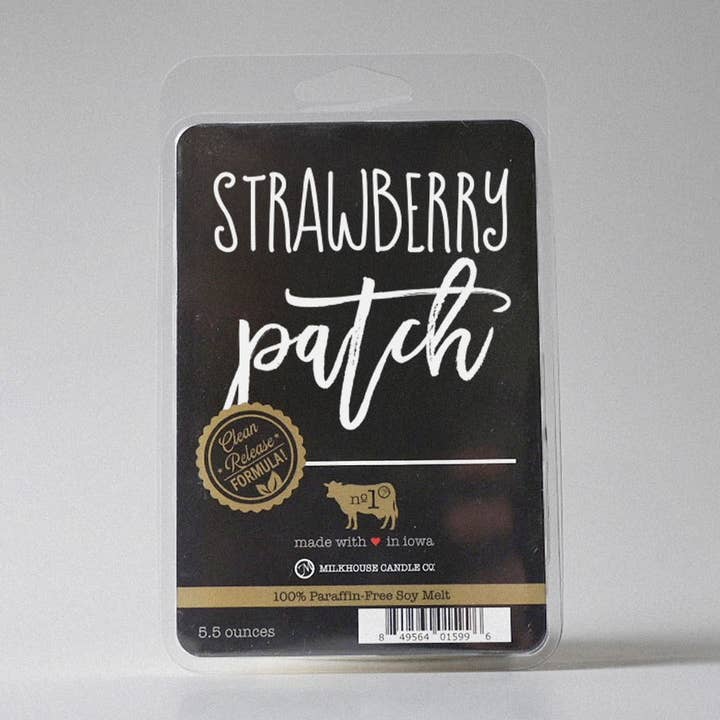 STRAWBERRY
patch
Clean
Release
FORMULA!
nº1
made with ♥ in iowa
MILKHOUSE CANDLE CO.
100% Paraffin-Free Soy Melt
5.5 ounces
8 49564 01599 6